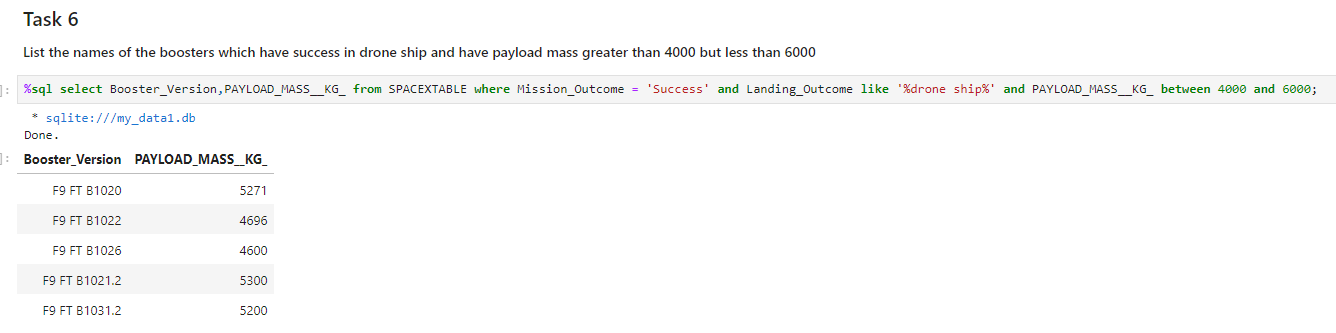 Task 6
List the names of the boosters which have success in drone ship and have payload mass greater than 4000 but less than 6000
]: %sql select Booster_Version,PAYLOAD_MASS__KG_ from SPACEXTABLE where Mission_Outcome = 'Success' and Landing_Outcome like '%drone ship%' and PAYLOAD_MASS__KG_ between 4000 and 6000;
* sqlite:///my_data1.db
Done.
]: Booster_Version PAYLOAD_MASS__KG_
F9 FT B1020 5271
F9 FT B1022 4696
F9 FT B1026 4600
F9 FT B1021.2 5300
F9 FT B1031.2 5200